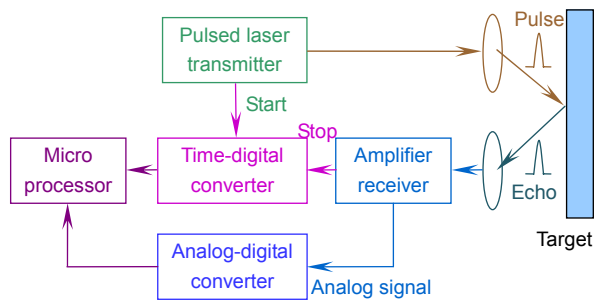 Pulsed laser
transmitter
Pulse
Start
Stop
Micro
processor
Time-digital
converter
Amplifier
receiver
Echo
Target
Analog-digital
converter
Analog signal